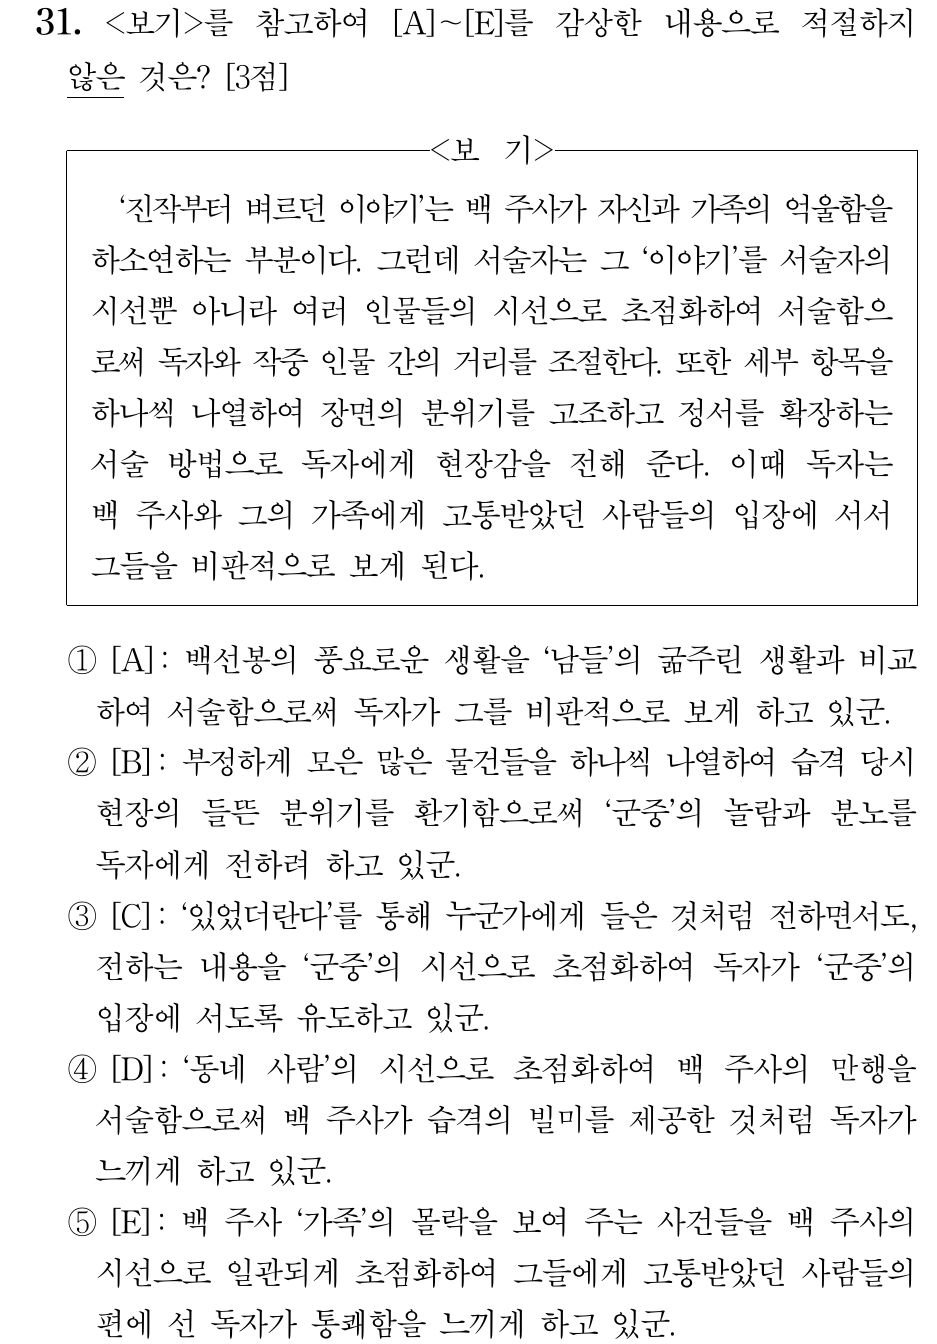 31. <보기>를 참고하여 [A]~[E]를 감상한 내용으로 적절하지
않은 것은? [3점]
<보 기>
‘진작부터 벼르던 이야기’는 백 주사가 자신과 가족의 억울함을
하소연하는 부분이다. 그런데 서술자는 그 ‘이야기’를 서술자의
시선뿐 아니라 여러 인물들의 시선으로 초점화하여 서술함으
로써 독자와 작중 인물 간의 거리를 조절한다. 또한 세부 항목을
하나씩 나열하여 장면의 분위기를 고조하고 정서를 확장하는
서술 방법으로 독자에게 현장감을 전해 준다. 이때 독자는
백 주사와 그의 가족에게 고통받았던 사람들의 입장에 서서
그들을 비판적으로 보게 된다.
① [A] : 백선봉의 풍요로운 생활을 ‘남들’의 굶주린 생활과 비교
하여 서술함으로써 독자가 그를 비판적으로 보게 하고 있군.
② [B] : 부정하게 모은 많은 물건들을 하나씩 나열하여 습격 당시
현장의 들뜬 분위기를 환기함으로써 ‘군중’의 놀람과 분노를
독자에게 전하려 하고 있군.
③ [C] : ‘있었더란다’를 통해 누군가에게 들은 것처럼 전하면서도,
전하는 내용을 ‘군중’의 시선으로 초점화하여 독자가 ‘군중’의
입장에 서도록 유도하고 있군.
④ [D] : ‘동네 사람’의 시선으로 초점화하여 백 주사의 만행을
서술함으로써 백 주사가 습격의 빌미를 제공한 것처럼 독자가
느끼게 하고 있군.
⑤ [E] : 백 주사 ‘가족’의 몰락을 보여 주는 사건들을 백 주사의
시선으로 일관되게 초점화하여 그들에게 고통받았던 사람들의
편에 선 독자가 통쾌함을 느끼게 하고 있군.